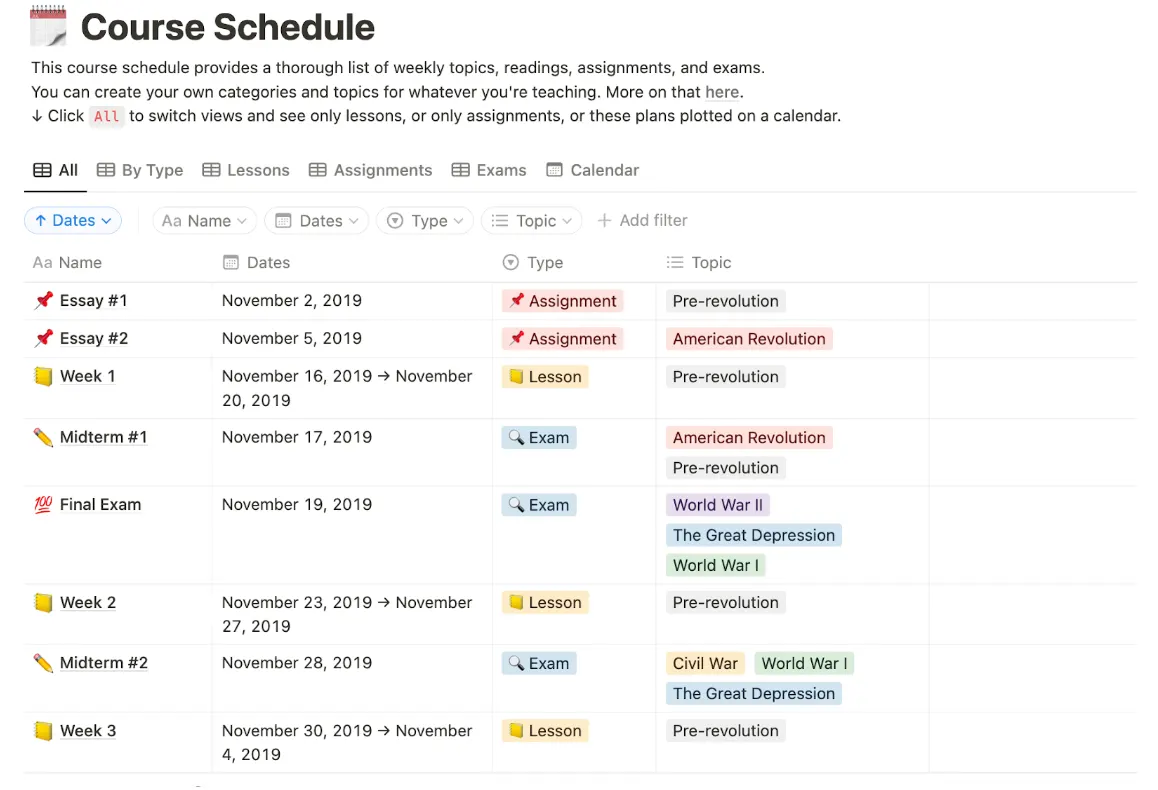 Course Schedule
This course schedule provides a thorough list of weekly topics, readings, assignments, and exams.
You can create your own categories and topics for whatever you're teaching. More on that here.
↓ Click All to switch views and see only lessons, or only assignments, or these plans plotted on a calendar.
All By Type Lessons Assignments Exams Calendar
↑ Dates Aa Name Dates Type Topic + Add filter
Aa Name Dates Type Topic
Essay #1 November 2, 2019 Assignment Pre-revolution
Essay #2 November 5, 2019 Assignment American Revolution
Week 1 November 16, 2019 → November Lesson Pre-revolution
20, 2019
Midterm #1 November 17, 2019 Exam American Revolution
Pre-revolution
100 Final Exam November 19, 2019 Exam World War II
The Great Depression
World War I
Week 2 November 23, 2019 → November Lesson Pre-revolution
27, 2019
Midterm #2 November 28, 2019 Exam Civil War World War I
The Great Depression
Week 3 November 30, 2019 → November Lesson Pre-revolution
4, 2019